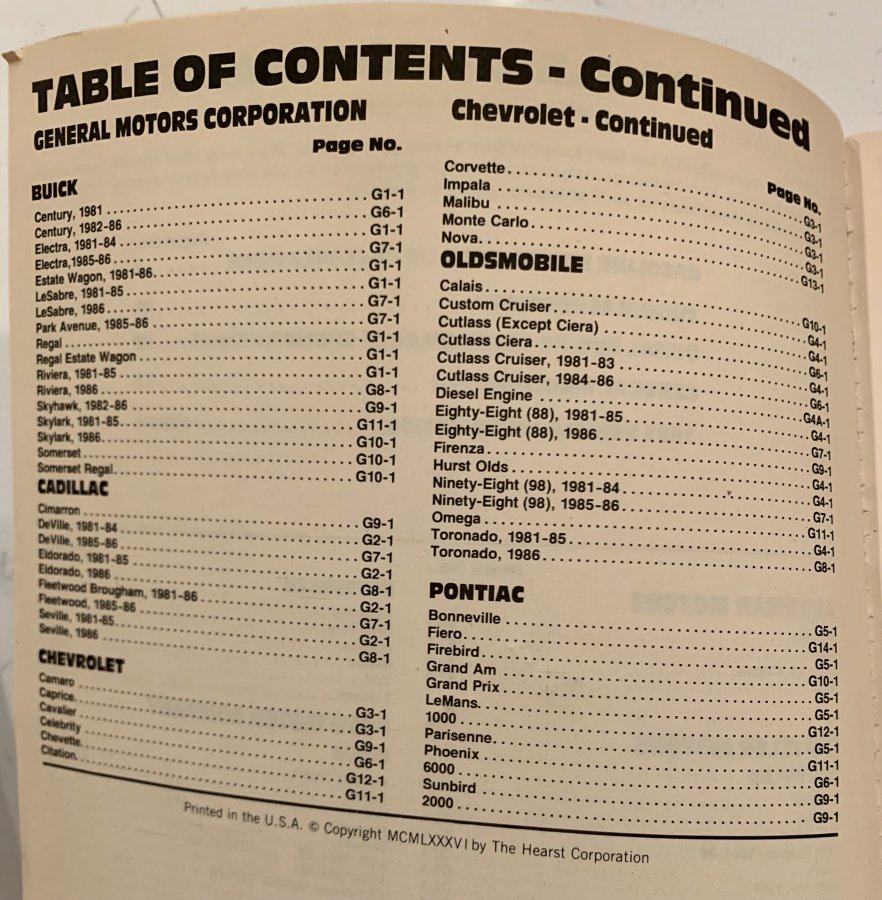 TABLE OF CONTENTS - Continued
GENERAL MOTORS CORPORATION
Page No.
BUICK
Century, 1981 ........ G1-1
Century, 1982-86 ........ G6-1
Electra, 1981-84 ........ G1-1
Electra,1985-86 ........ G7-1
Estate Wagon, 1981-86 ........ G1-1
LeSabre, 1981-85 ........ G1-1
LeSabre, 1986 ........ G7-1
Park Avenue, 1985-86 ........ G7-1
Regal ........ G1-1
Regal Estate Wagon ........ G1-1
Riviera, 1981-85 ........ G1-1
Riviera, 1986 ........ G8-1
Skyhawk, 1982-86 ........ G9-1
Skylark, 1981-85 ........ G11-1
Skylark, 1986 ........ G10-1
Somerset ........ G10-1
Somerset Regal ........ G10-1
CADILLAC
Cimarron ........ G9-1
DeVille, 1981-84 ........ G2-1
DeVille, 1985-86 ........ G7-1
Eldorado, 1981-85 ........ G2-1
Eldorado, 1986 ........ G8-1
Fleetwood Brougham, 1981-86 ........ G2-1
Fleetwood, 1985-86 ........ G7-1
Seville, 1981-85 ........ G2-1
Seville, 1986 ........ G8-1
CHEVROLET
Camaro ........ G3-1
Caprice ........ G3-1
Cavalier ........ G9-1
Celebrity ........ G6-1
Chevette ........ G12-1
Citation ........ G11-1
Chevrolet - Continued
Page No.
Corvette ........ G3-1
Impala ........ G3-1
Malibu ........ G3-1
Monte Carlo ........ G3-1
Nova ........ G13-1
OLDSMOBILE
Calais ........ G10-1
Custom Cruiser ........ G4-1
Cutlass (Except Ciera) ........ G4-1
Cutlass Ciera ........ G6-1
Cutlass Cruiser, 1981-83 ........ G4-1
Cutlass Cruiser, 1984-86 ........ G6-1
Diesel Engine ........ G4A-1
Eighty-Eight (88), 1981-85 ........ G4-1
Eighty-Eight (88), 1986 ........ G7-1
Firenza ........ G9-1
Hurst Olds ........ G4-1
Ninety-Eight (98), 1981-84 ........ G4-1
Ninety-Eight (98), 1985-86 ........ G7-1
Omega ........ G11-1
Toronado, 1981-85 ........ G4-1
Toronado, 1986 ........ G8-1
PONTIAC
Bonneville ........ G5-1
Fiero ........ G14-1
Firebird ........ G5-1
Grand Am ........ G10-1
Grand Prix ........ G5-1
LeMans ........ G5-1
1000 ........ G12-1
Parisenne ........ G5-1
Phoenix ........ G11-1
6000 ........ G6-1
Sunbird ........ G9-1
2000 ........ G9-1
Printed in the U.S.A. © Copyright MCMLXXXVI by The Hearst Corporation